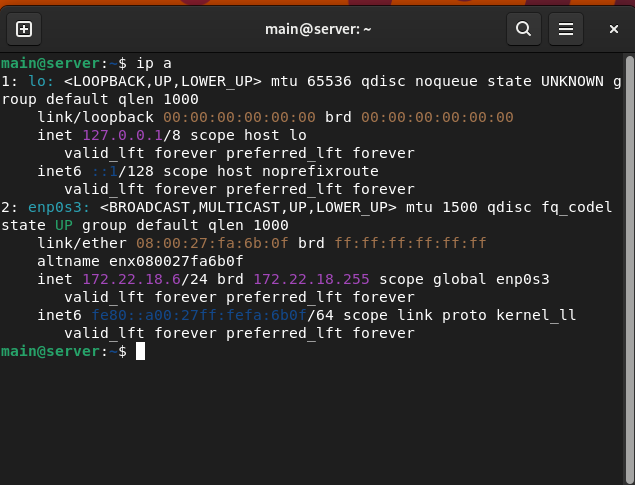 main@server: ~
main@server:~$ ip a
1: lo: <LOOPBACK,UP,LOWER_UP> mtu 65536 qdisc noqueue state UNKNOWN g
roup default qlen 1000
    link/loopback 00:00:00:00:00:00 brd 00:00:00:00:00:00
    inet 127.0.0.1/8 scope host lo
       valid_lft forever preferred_lft forever
    inet6 ::1/128 scope host noprefixroute
       valid_lft forever preferred_lft forever
2: enp0s3: <BROADCAST,MULTICAST,UP,LOWER_UP> mtu 1500 qdisc fq_codel
state UP group default qlen 1000
    link/ether 08:00:27:fa:6b:0f brd ff:ff:ff:ff:ff:ff
    altname enx080027fa6b0f
    inet 172.22.18.6/24 brd 172.22.18.255 scope global enp0s3
       valid_lft forever preferred_lft forever
    inet6 fe80::a00:27ff:fefa:6b0f/64 scope link proto kernel_ll
       valid_lft forever preferred_lft forever
main@server:~$